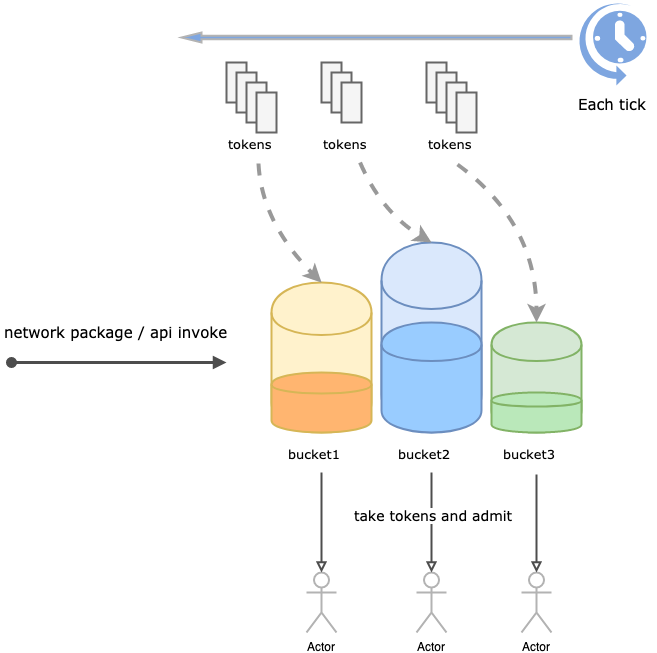 Each tick
tokens
tokens
tokens
network package / api invoke
bucket1
bucket2
bucket3
take tokens and admit
Actor
Actor
Actor